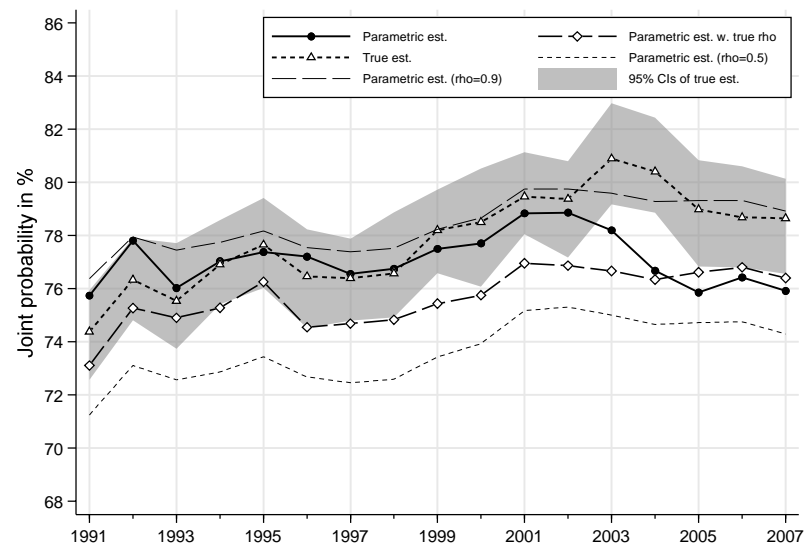 Parametric est.
Parametric est. w. true rho
True est.
Parametric est. (rho=0.5)
Parametric est. (rho=0.9)
95% CIs of true est.
Joint probability in %
86
84
82
80
78
76
74
72
70
68
1991 1993 1995 1997 1999 2001 2003 2005 2007